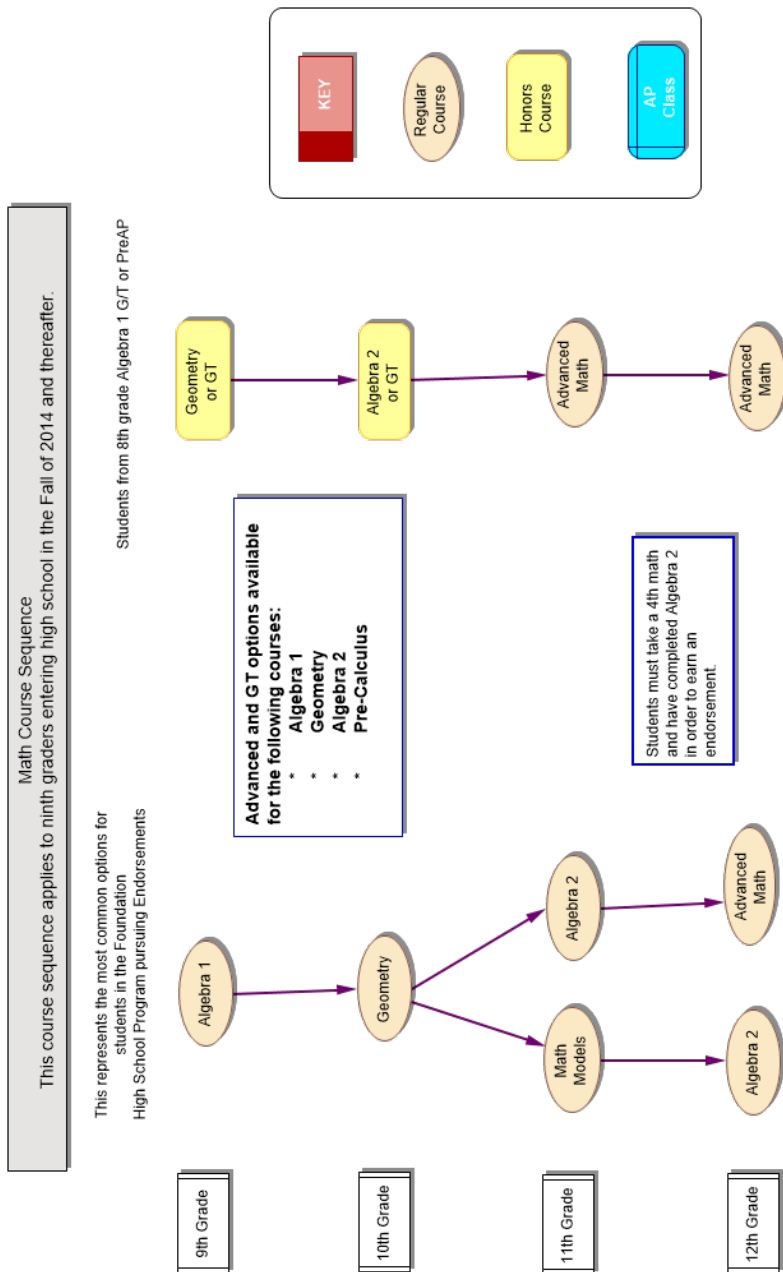 Math Course Sequence
This course sequence applies to ninth graders entering high school in the Fall of 2014 and thereafter.
This represents the most common options for
students in the Foundation
High School Program pursuing Endorsements
Students from 8th grade Algebra 1 G/T or PreAP
9th Grade
Algebra 1
Geometry
or GT
10th Grade
Geometry
Algebra 2
or GT
Advanced and GT options available
for the following courses:
* Algebra 1
* Geometry
* Algebra 2
* Pre-Calculus
11th Grade
Math
Models
Algebra 2
Advanced
Math
12th Grade
Algebra 2
Advanced
Math
Students must take a 4th math
and have completed Algebra 2
in order to earn an
endorsement.
Advanced
Math
KEY
Regular
Course
Honors
Course
AP
Class